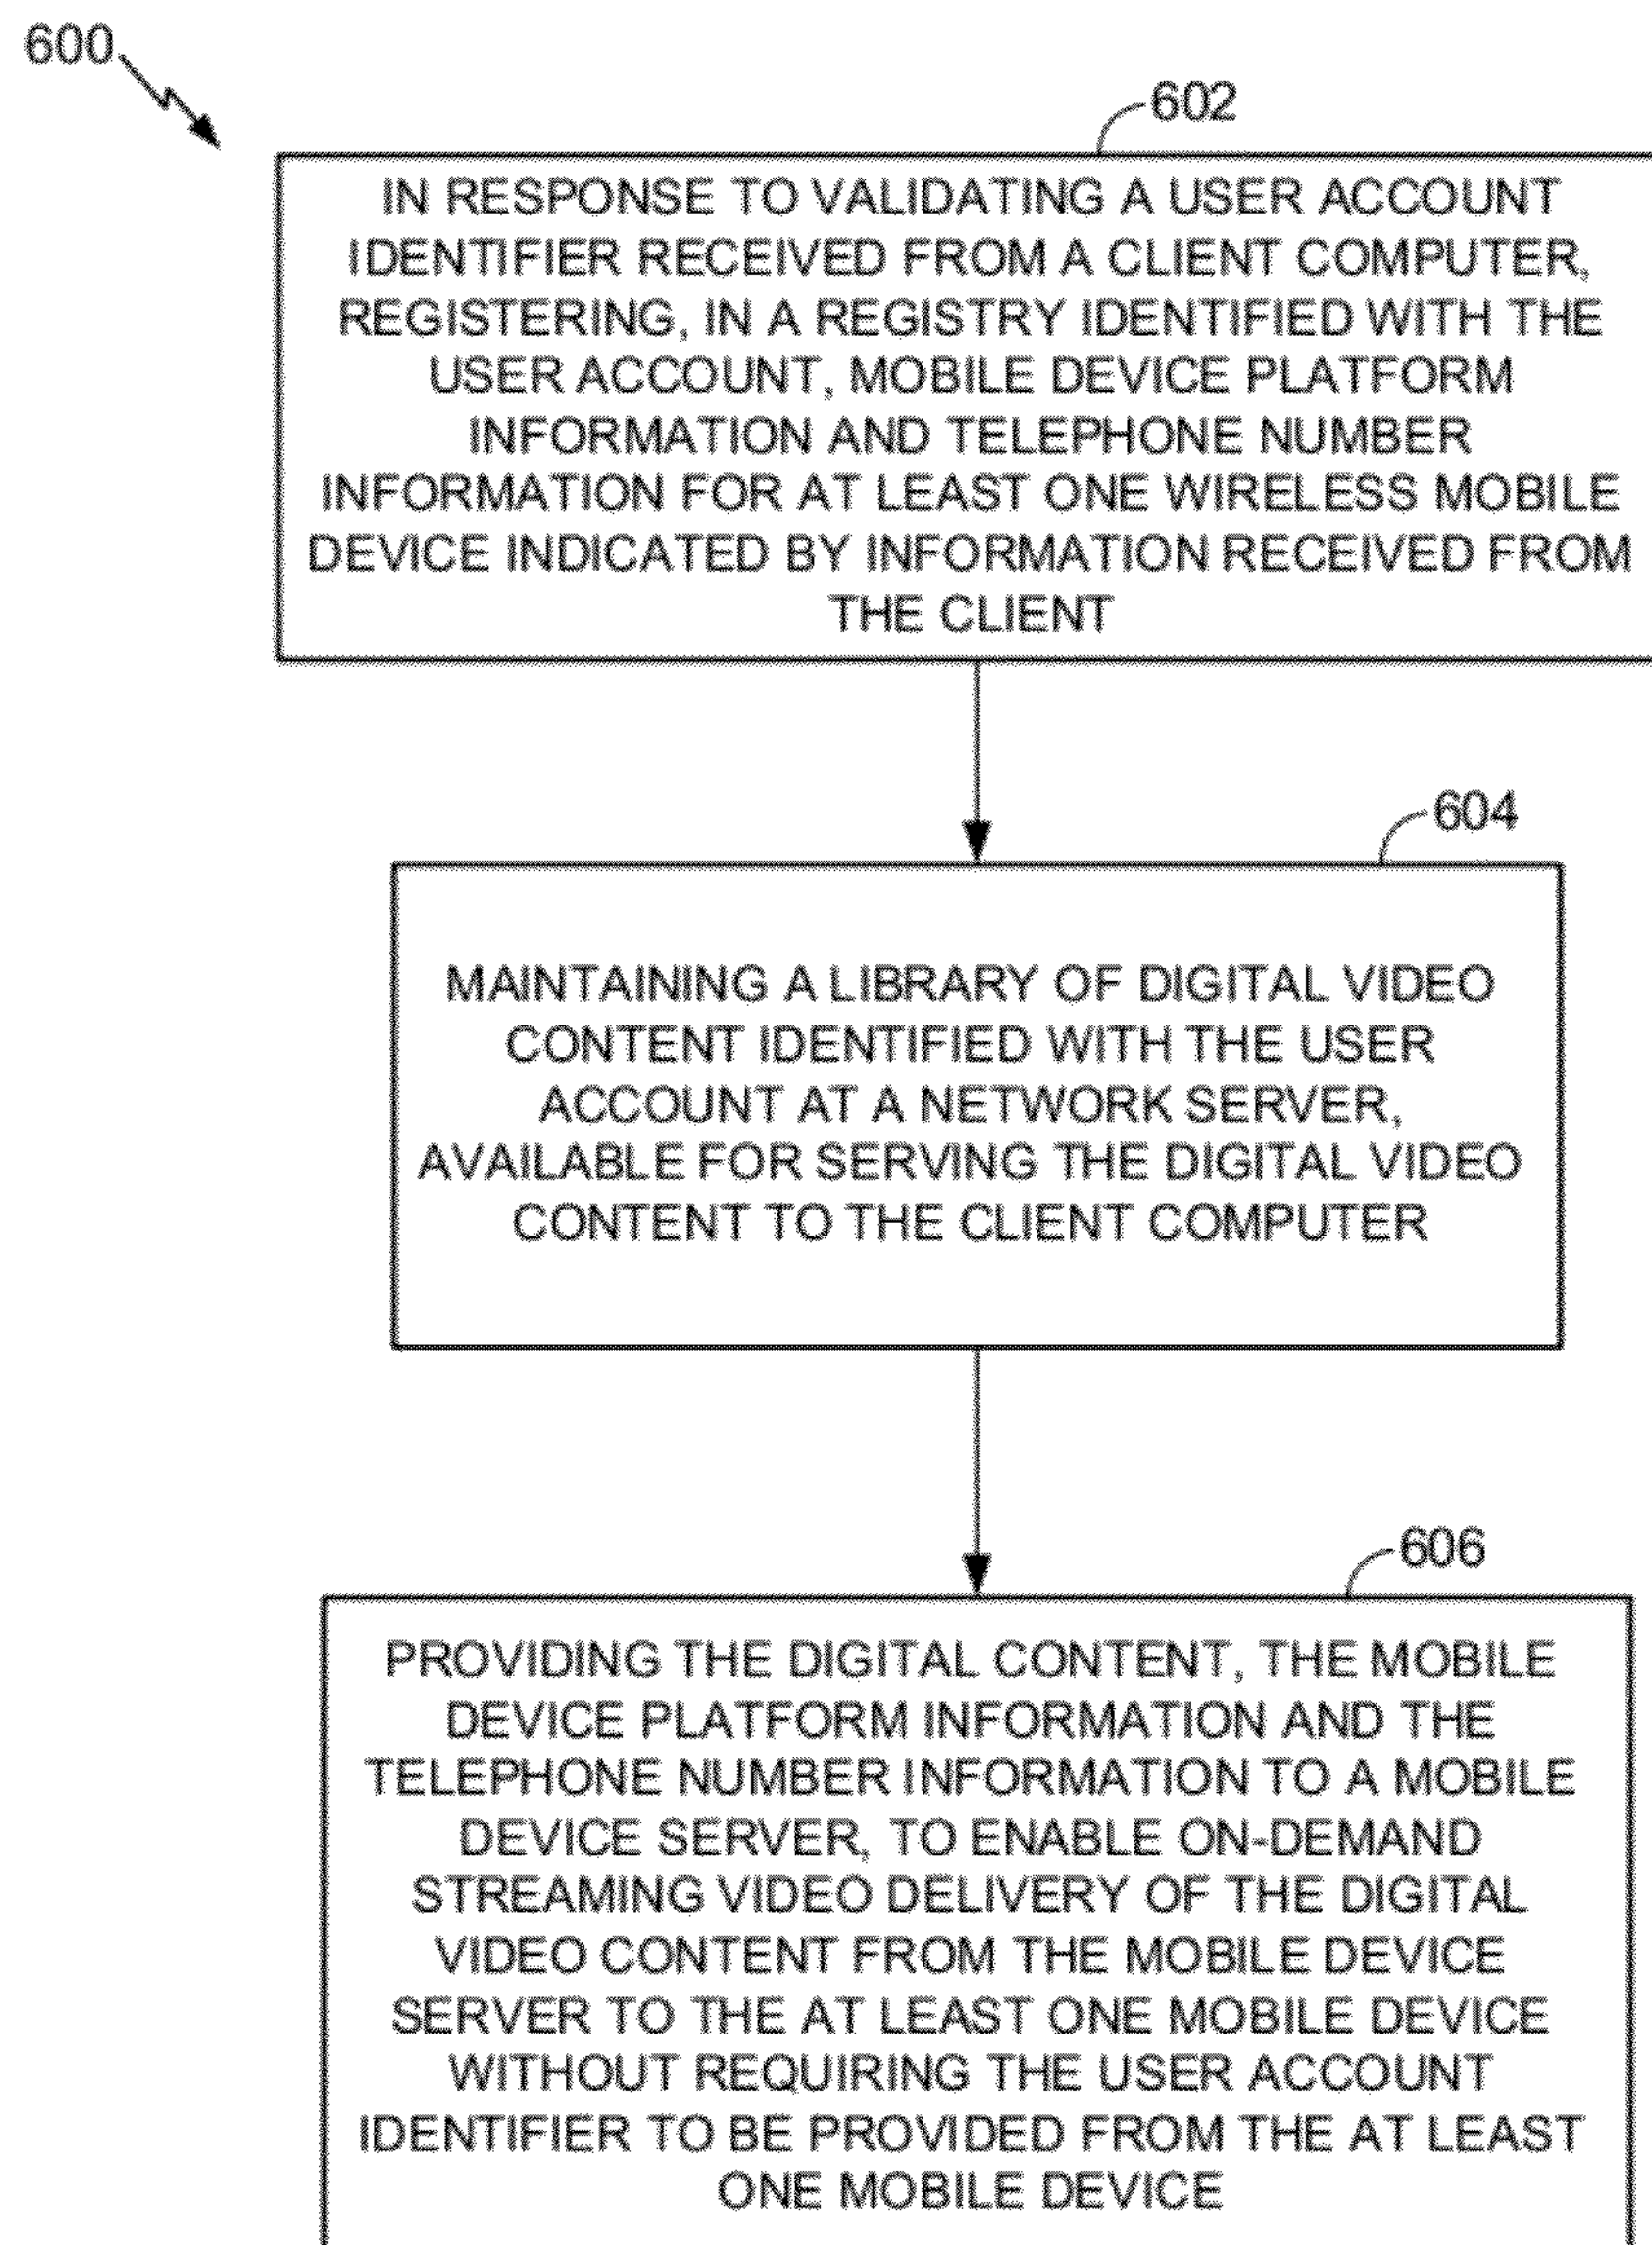 600
602
IN RESPONSE TO VALIDATING A USER ACCOUNT
IDENTIFIER RECEIVED FROM A CLIENT COMPUTER,
REGISTERING, IN A REGISTRY IDENTIFIED WITH THE
USER ACCOUNT, MOBILE DEVICE PLATFORM
INFORMATION AND TELEPHONE NUMBER
INFORMATION FOR AT LEAST ONE WIRELESS MOBILE
DEVICE INDICATED BY INFORMATION RECEIVED FROM
THE CLIENT
604
MAINTAINING A LIBRARY OF DIGITAL VIDEO
CONTENT IDENTIFIED WITH THE USER
ACCOUNT AT A NETWORK SERVER,
AVAILABLE FOR SERVING THE DIGITAL VIDEO
CONTENT TO THE CLIENT COMPUTER
606
PROVIDING THE DIGITAL CONTENT, THE MOBILE
DEVICE PLATFORM INFORMATION AND THE
TELEPHONE NUMBER INFORMATION TO A MOBILE
DEVICE SERVER, TO ENABLE ON-DEMAND
STREAMING VIDEO DELIVERY OF THE DIGITAL
VIDEO CONTENT FROM THE MOBILE DEVICE
SERVER TO THE AT LEAST ONE MOBILE DEVICE
WITHOUT REQUIRING THE USER ACCOUNT
IDENTIFIER TO BE PROVIDED FROM THE AT LEAST
ONE MOBILE DEVICE